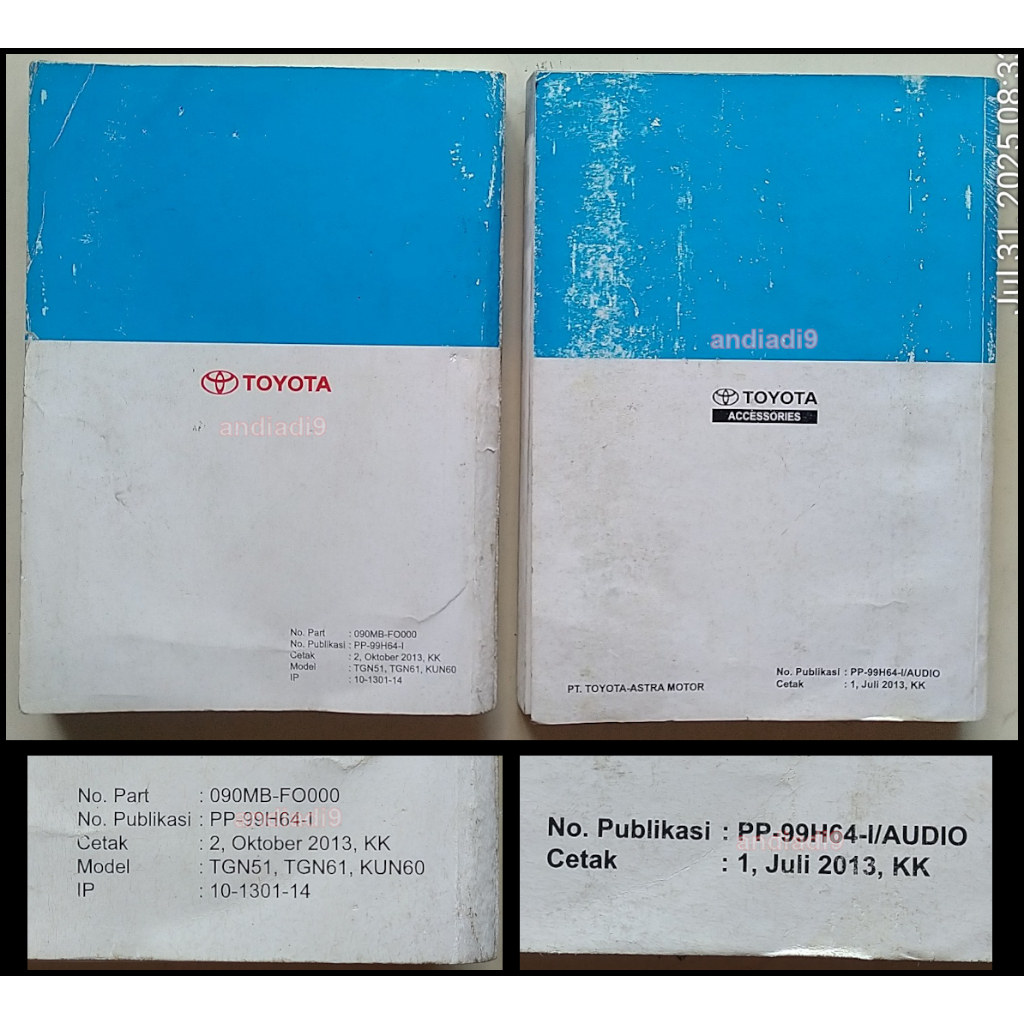 TOYOTA
andiadi9
No. Part : 090MB-FO000
No. Publikasi : PP-99H64-I
Cetak : 2, Oktober 2013, KK
Model : TGN51, TGN61, KUN60
IP : 10-1301-14
andiadi9
TOYOTA
ACCESSORIES
PT. TOYOTA-ASTRA MOTOR
No. Publikasi : PP-99H64-I/AUDIO
Cetak : 1, Juli 2013, KK
Jul 31, 2025 08:3
No. Part : 090MB-FO000
No. Publikasi : PP-99H64-I
andiadi9
Cetak : 2, Oktober 2013, KK
Model : TGN51, TGN61, KUN60
IP : 10-1301-14
No. Publikasi : PP-99H64-I/AUDIO
andiadi9
Cetak : 1, Juli 2013, KK